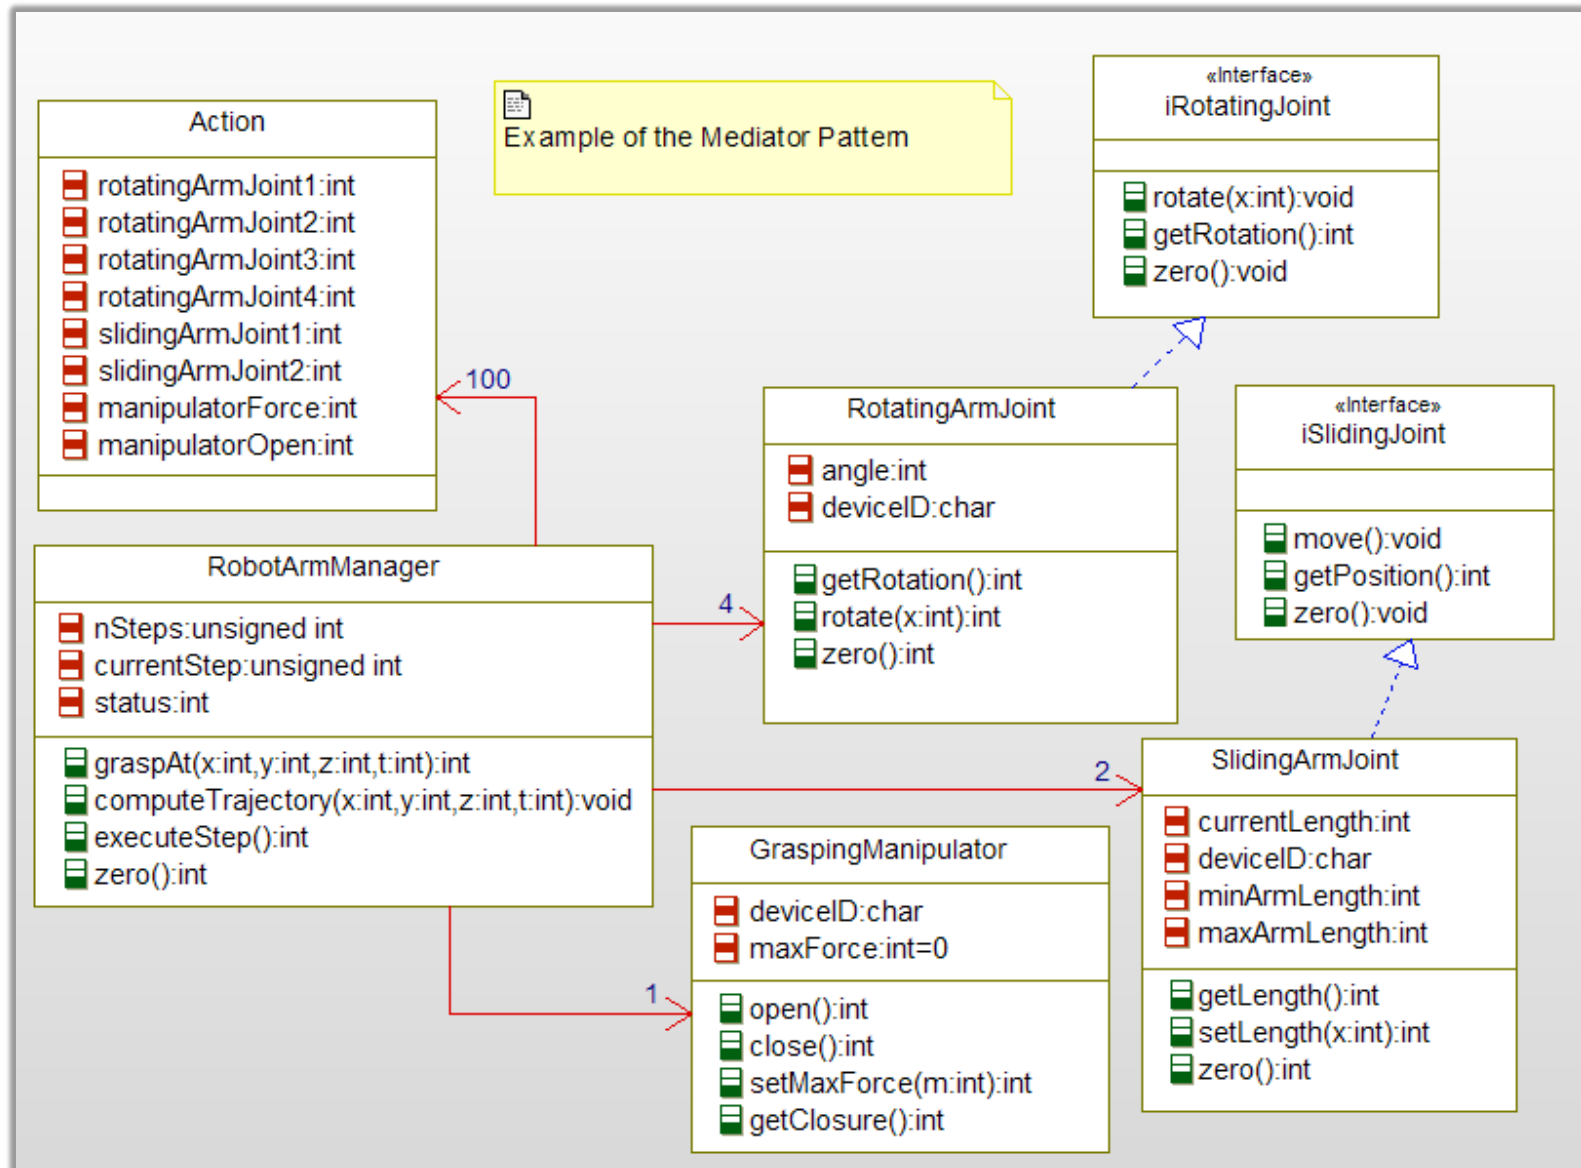 Action
rotatingArmJoint1:int
rotatingArmJoint2:int
rotatingArmJoint3:int
rotatingArmJoint4:int
slidingArmJoint1:int
slidingArmJoint2:int
manipulatorForce:int
manipulatorOpen:int
Example of the Mediator Pattern
«Interface»
iRotatingJoint
rotate(x:int):void
getRotation():int
zero():void
100
RotatingArmJoint
angle:int
deviceID:char
getRotation():int
rotate(x:int):int
zero():int
«Interface»
iSlidingJoint
move():void
getPosition():int
zero():void
RobotArmManager
nSteps:unsigned int
currentStep:unsigned int
status:int
graspAt(x:int,y:int,z:int,t:int):int
computeTrajectory(x:int,y:int,z:int,t:int):void
executeStep():int
zero():int
4
2
1
GraspingManipulator
deviceID:char
maxForce:int=0
open():int
close():int
setMaxForce(m:int):int
getClosure():int
SlidingArmJoint
currentLength:int
deviceID:char
minArmLength:int
maxArmLength:int
getLength():int
setLength(x:int):int
zero():int